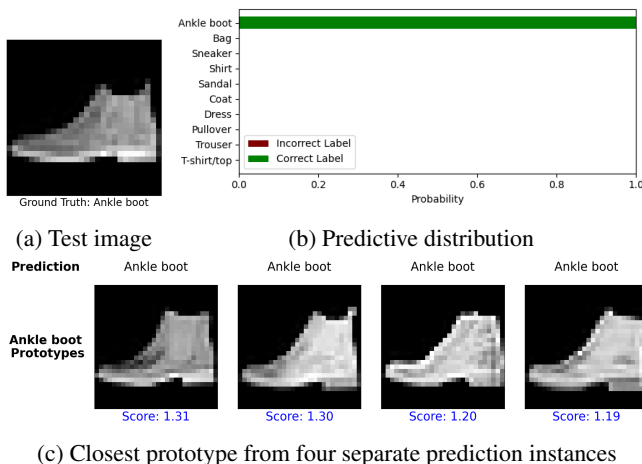 Ground Truth: Ankle boot
Ankle boot
Bag
Sneaker
Shirt
Sandal
Coat
Dress
Pullover
Trouser
T-shirt/top
Incorrect Label
Correct Label
0.0 0.2 0.4 0.6 0.8 1.0
Probability
(a) Test image (b) Predictive distribution
Prediction Ankle boot Ankle boot Ankle boot Ankle boot
Ankle boot
Prototypes
Score: 1.31 Score: 1.30 Score: 1.20 Score: 1.19
(c) Closest prototype from four separate prediction instances